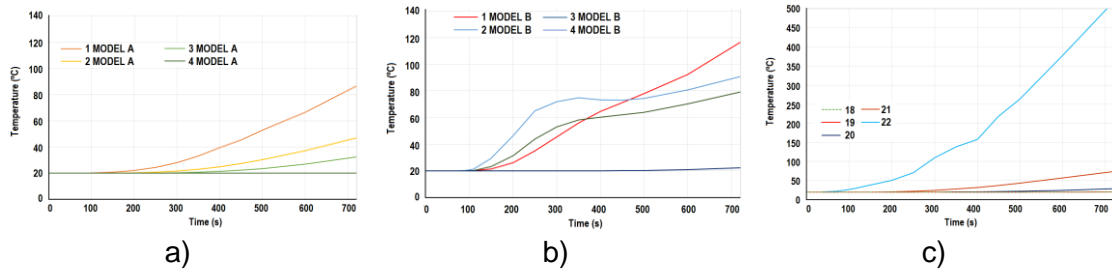 140
120
100
80
60
40
20
0
Temperature (ºC)
1 MODEL A
2 MODEL A
3 MODEL A
4 MODEL A
0 100 200 300 400 500 600 700
Time (s)
a)
140
120
100
80
60
40
20
0
Temperature (ºC)
1 MODEL B
2 MODEL B
3 MODEL B
4 MODEL B
0 100 200 300 400 500 600 700
Time (s)
b)
500
450
400
350
300
250
200
150
100
50
0
Temperature (ºC)
18
19
20
21
22
0 100 200 300 400 500 600 700
Time (s)
c)